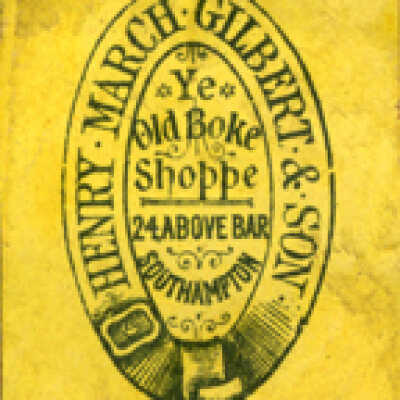 HENRY · MARCH · GILBERT · & · SON ·
Ye
Old Boke
Shoppe
24, ABOVE BAR
SOUTHAMPTON